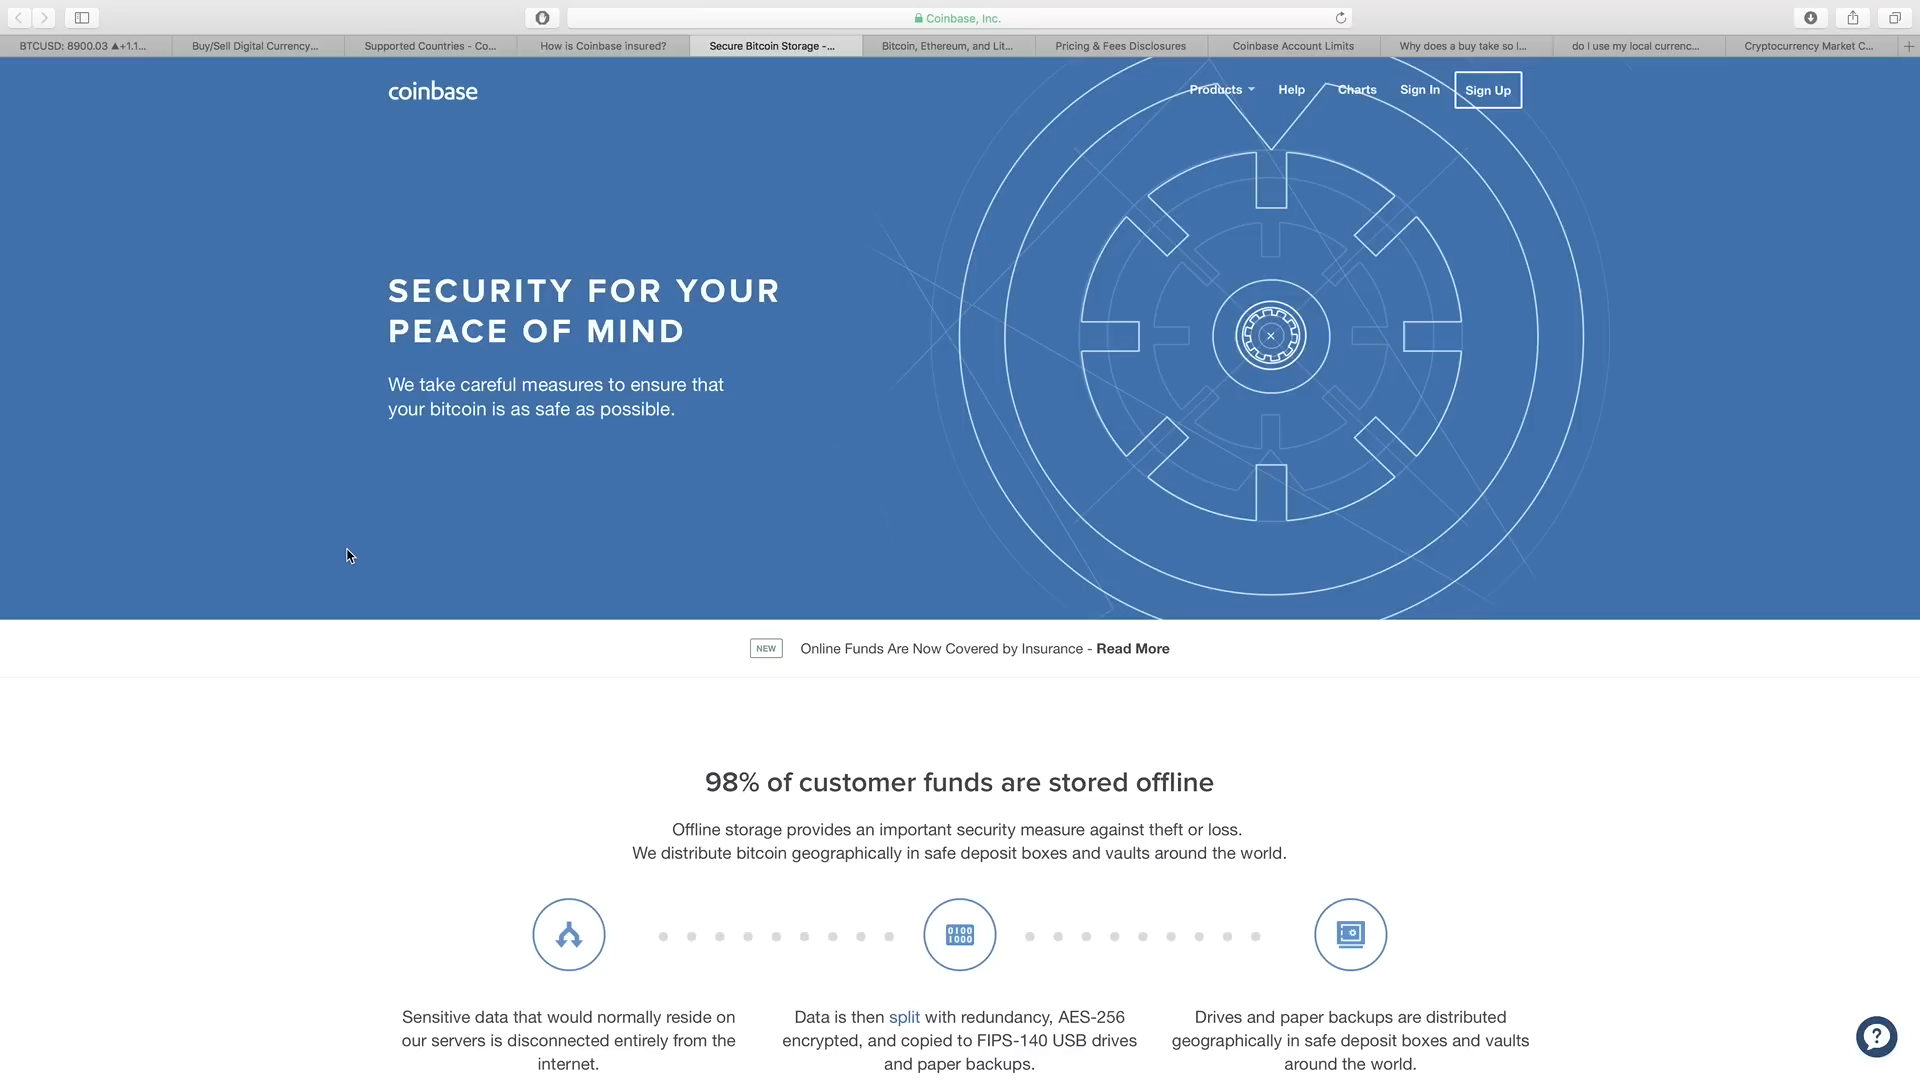 Coinbase, Inc.
BTCUSD: 8900.03 ▲+1.1...
Buy/Sell Digital Currency...
Supported Countries - Co...
How is Coinbase insured?
Secure Bitcoin Storage -...
Bitcoin, Ethereum, and Lit...
Pricing & Fees Disclosures
Coinbase Account Limits
Why does a buy take so l...
do I use my local currenc...
Cryptocurrency Market C...
coinbase
Products
Help
Charts
Sign In
Sign Up
SECURITY FOR YOUR
PEACE OF MIND
We take careful measures to ensure that
your bitcoin is as safe as possible.
NEW
Online Funds Are Now Covered by Insurance - Read More
98% of customer funds are stored offline
Offline storage provides an important security measure against theft or loss.
We distribute bitcoin geographically in safe deposit boxes and vaults around the world.
0100
1000
Sensitive data that would normally reside on
our servers is disconnected entirely from the
internet.
Data is then split with redundancy, AES-256
encrypted, and copied to FIPS-140 USB drives
and paper backups.
Drives and paper backups are distributed
geographically in safe deposit boxes and vaults
around the world.